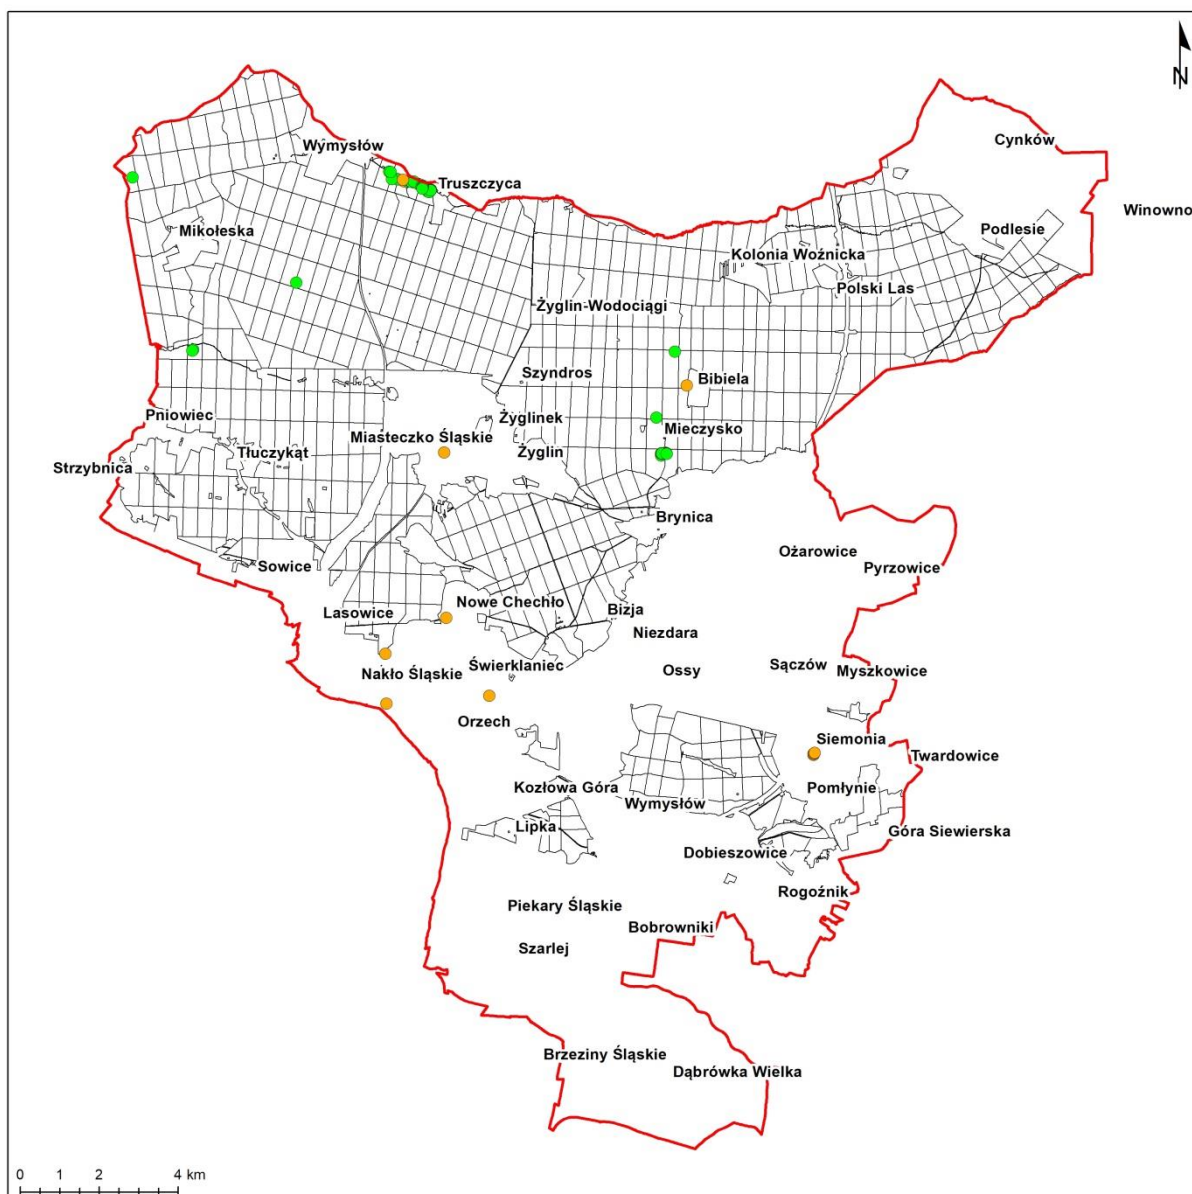 N
Cynków
Wymysłów
Truszczyca
Winowno
Mikołeska
Podlesie
Kolonia Woźnicka
Polski Las
Żyglin-Wodociągi
Szyndros
Bibiela
Pniowiec
Żyglinek
Mieczysko
Miasteczko Śląskie
Tłuczykąt
Żyglin
Strzybnica
Brynica
Ożarowice
Sowice
Pyrzowice
Nowe Chechło
Lasowice
Bizja
Niezdara
Świerklaniec
Sączów
Nakło Śląskie
Ossy
Myszkowice
Orzech
Siemonia
Twardowice
Kozłowa Góra
Pomłynie
Wymysłów
Lipka
Góra Siewierska
Dobieszowice
Rogoźnik
Piekary Śląskie
Bobrowniki
Szarlej
Brzeziny Śląskie
Dąbrówka Wielka
0 1 2 4 km